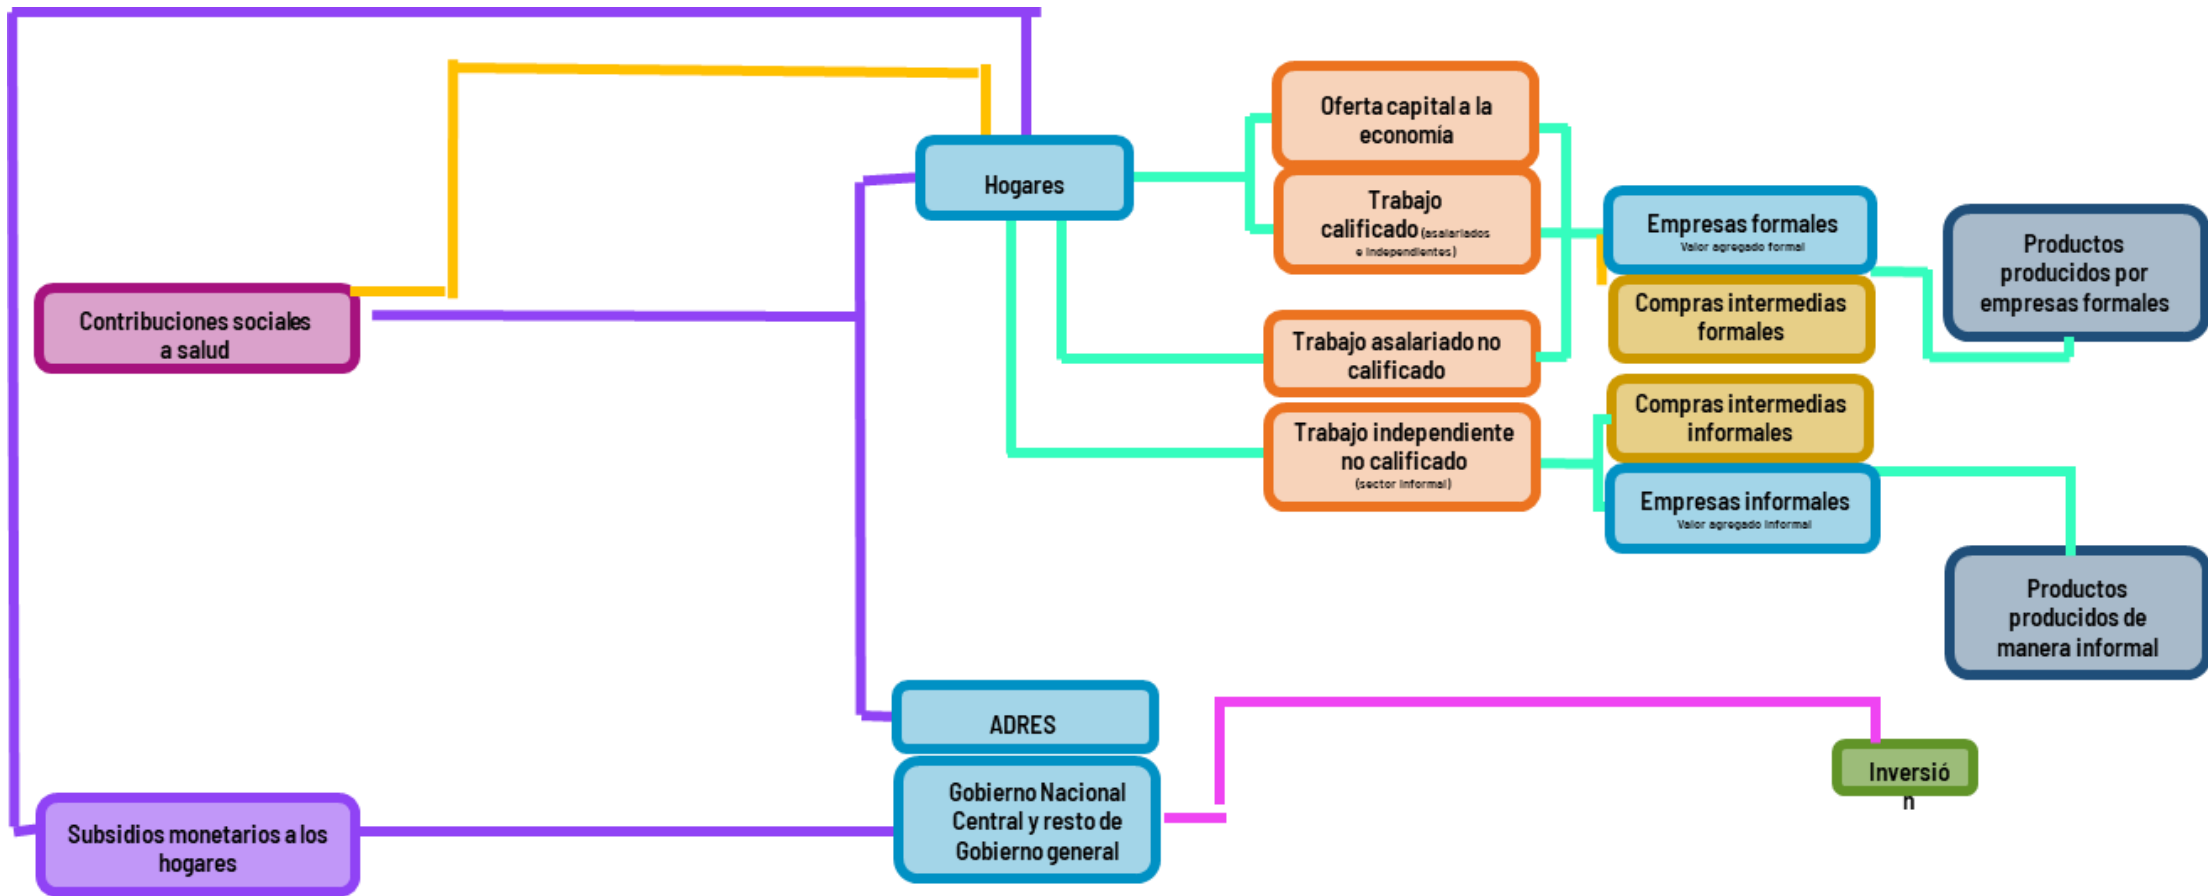 Oferta capital a la
economía
Hogares
Trabajo
calificado (asalariados
e independientes)
Empresas formales
Valor agregado formal
Productos
producidos por
empresas formales
Contribuciones sociales
a salud
Compras intermedias
formales
Trabajo asalariado no
calificado
Compras intermedias
informales
Trabajo independiente
no calificado
(sector informal)
Empresas informales
Valor agregado informal
Productos
producidos de
manera informal
ADRES
Gobierno Nacional
Central y resto de
Gobierno general
Inversió
n
Subsidios monetarios a los
hogares